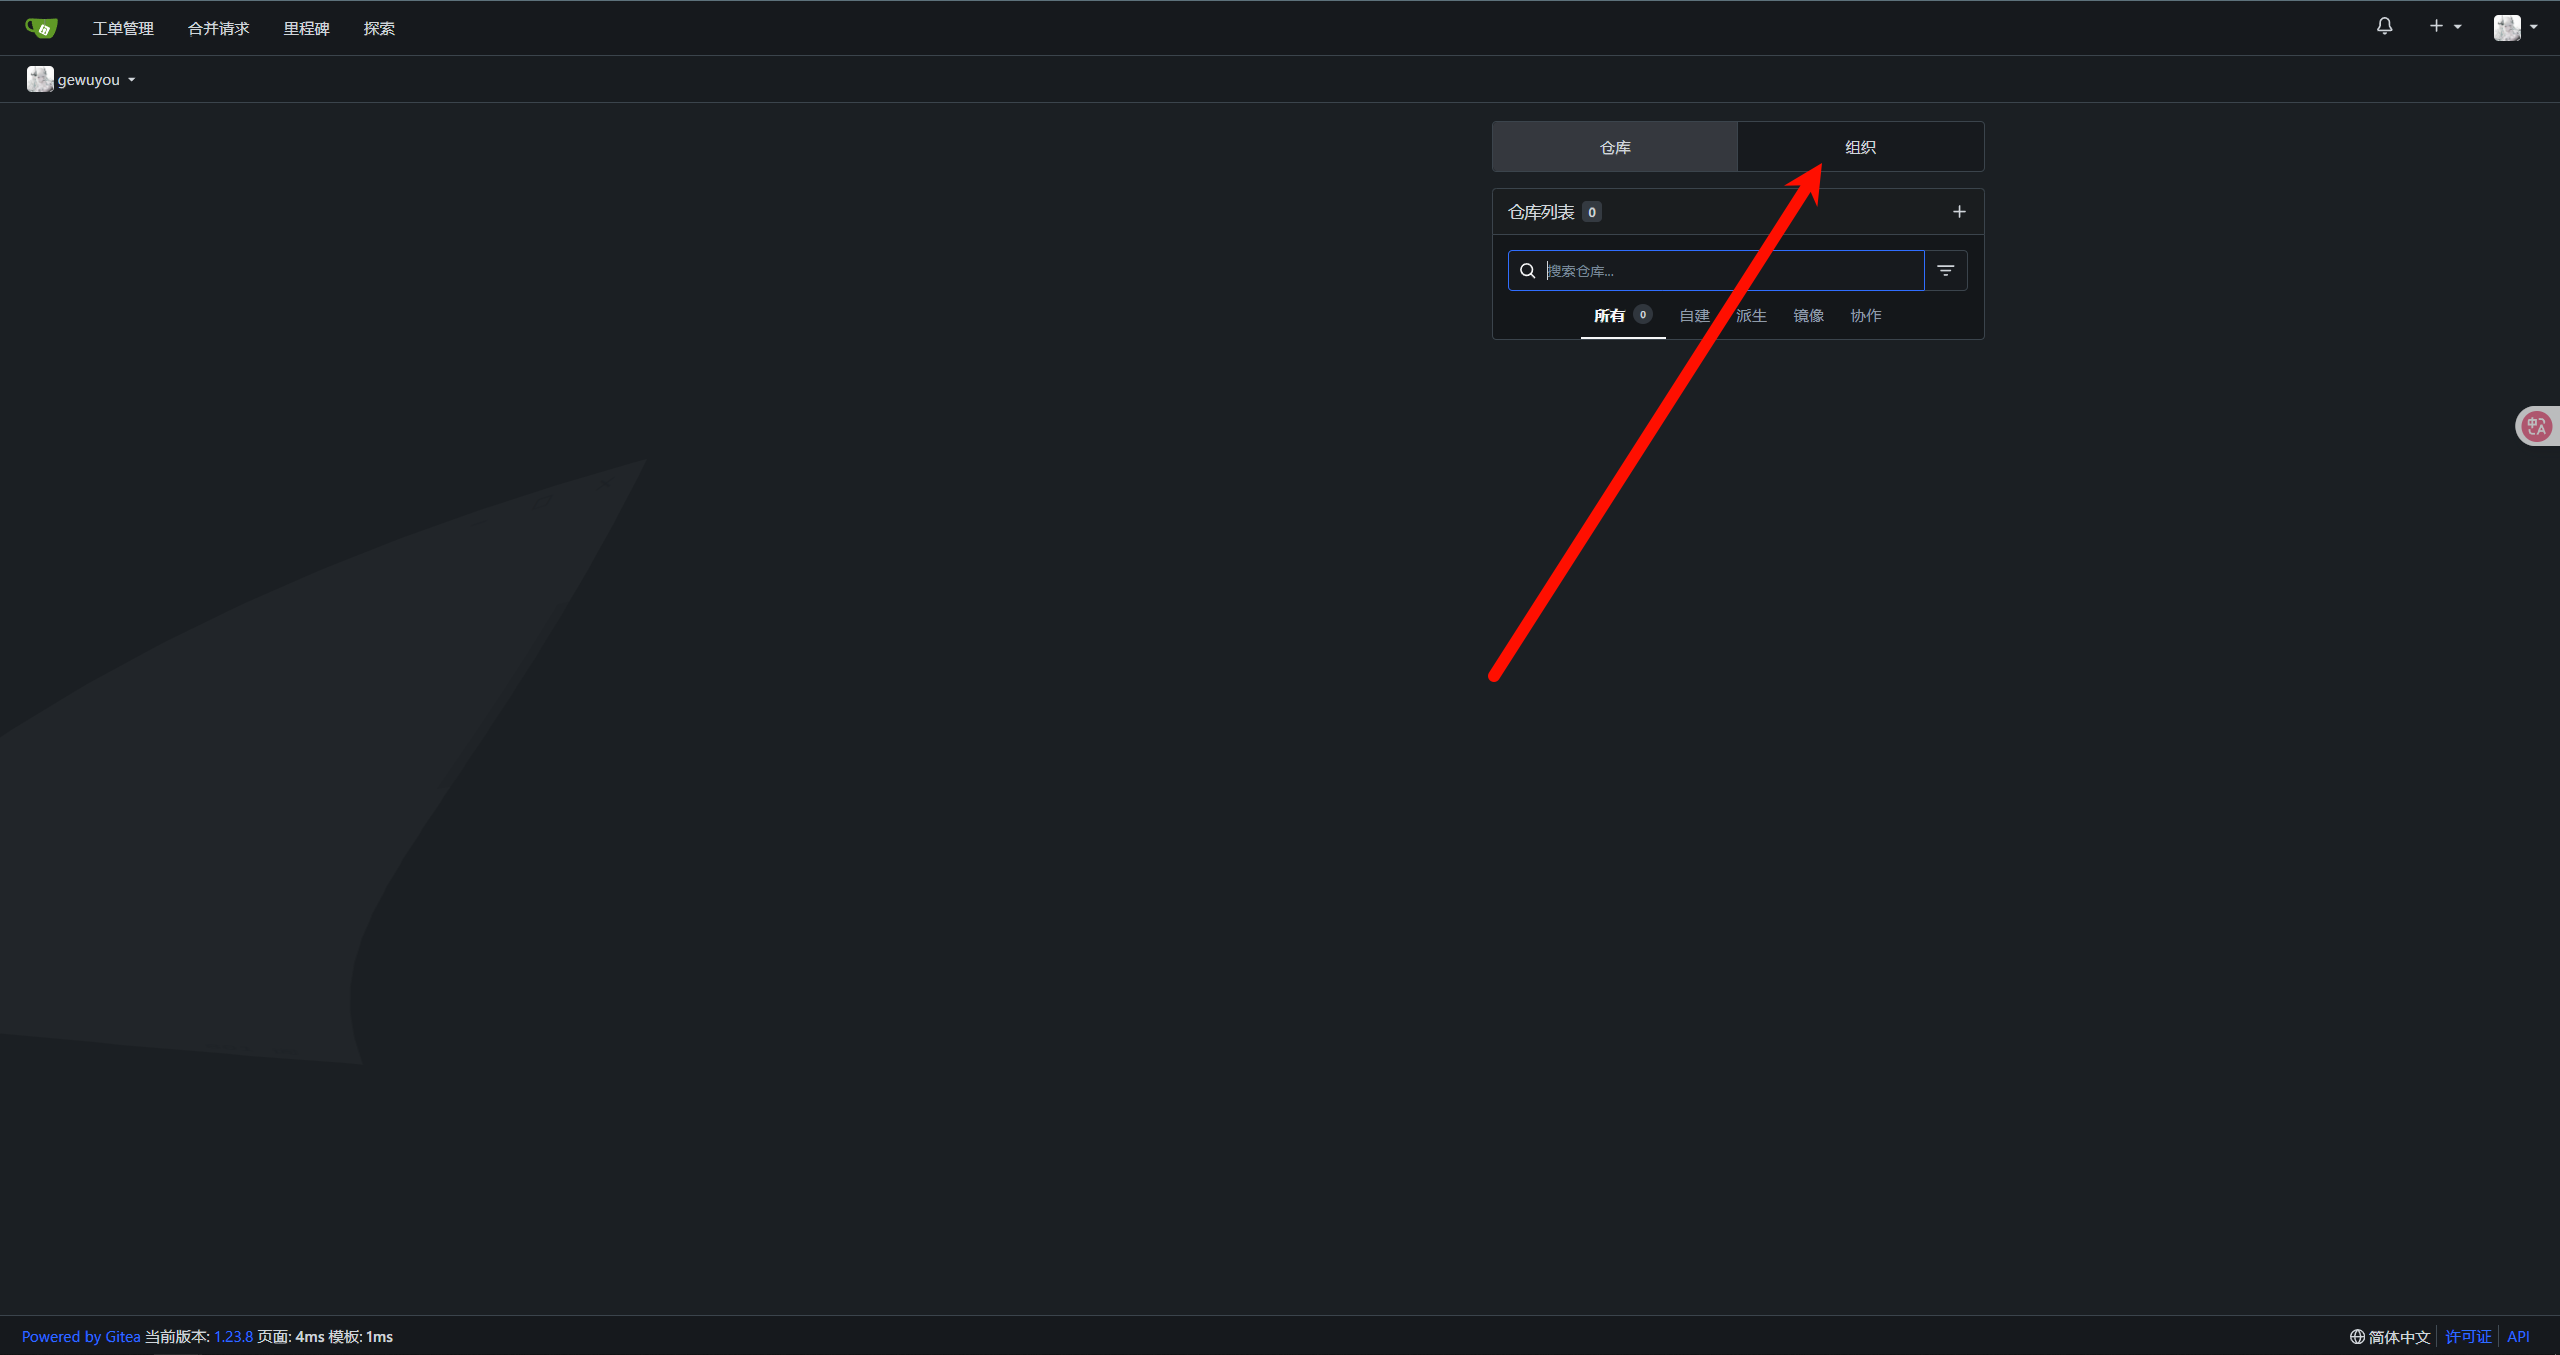 工单管理 合并请求 里程碑 探索
gewuyou
仓库 组织
仓库列表 0
搜索仓库...
所有 0 自建 派生 镜像 协作
中A
Powered by Gitea 当前版本: 1.23.8 页面: 4ms 模板: 1ms
简体中文 许可证 API